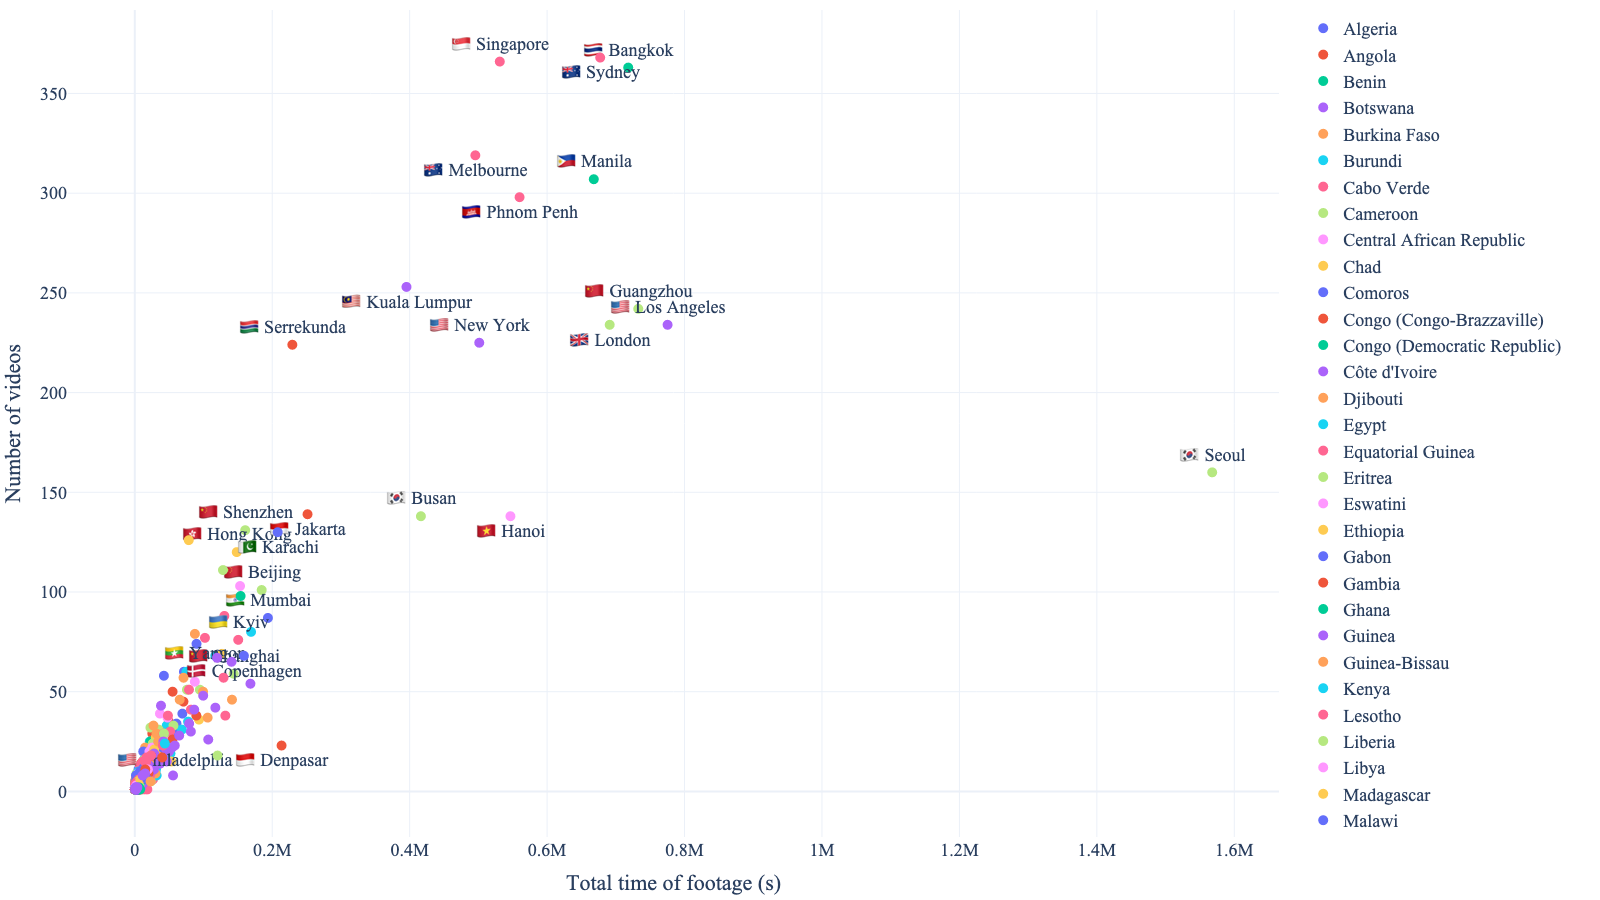 Singapore
Bangkok
Sydney
Melbourne
Manila
Phnom Penh
Kuala Lumpur
Guangzhou
Los Angeles
Serrekunda
New York
London
Seoul
Busan
Shenzhen
Jakarta
Hanoi
Hong Kong
Karachi
Beijing
Mumbai
Kyiv
Yangon
Copenhagen
Denpasar
350
300
250
200
150
100
50
0
Number of videos
0
0.2M
0.4M
0.6M
0.8M
1M
1.2M
1.4M
1.6M
Total time of footage (s)
Algeria
Angola
Benin
Botswana
Burkina Faso
Burundi
Cabo Verde
Cameroon
Central African Republic
Chad
Comoros
Congo (Congo-Brazzaville)
Congo (Democratic Republic)
Côte d'Ivoire
Djibouti
Egypt
Equatorial Guinea
Eritrea
Eswatini
Ethiopia
Gabon
Gambia
Ghana
Guinea
Guinea-Bissau
Kenya
Lesotho
Liberia
Libya
Madagascar
Malawi